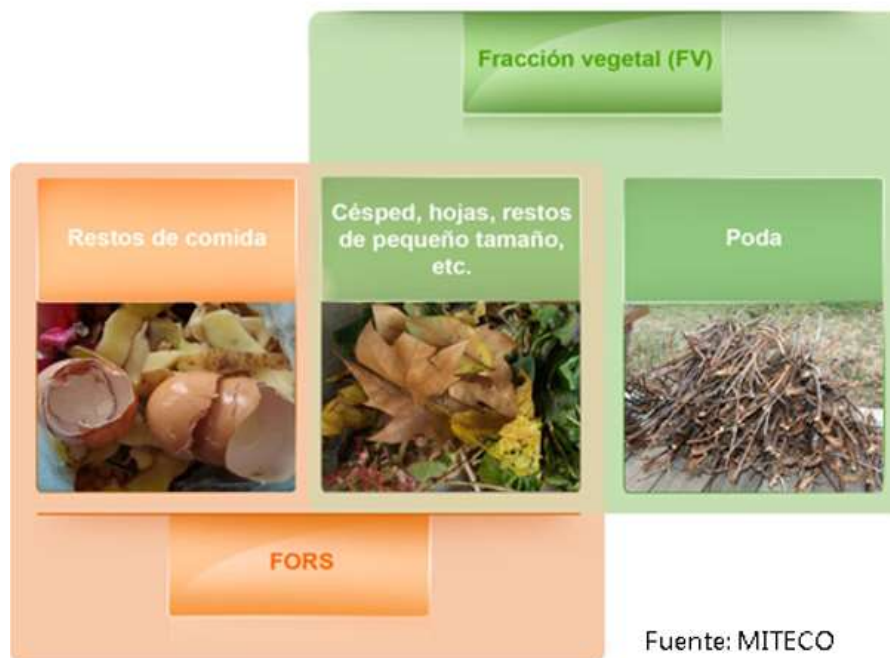 Fracción vegetal (FV)
Restos de comida
Césped, hojas, restos
de pequeño tamaño,
etc.
Poda
FORS
Fuente: MITECO